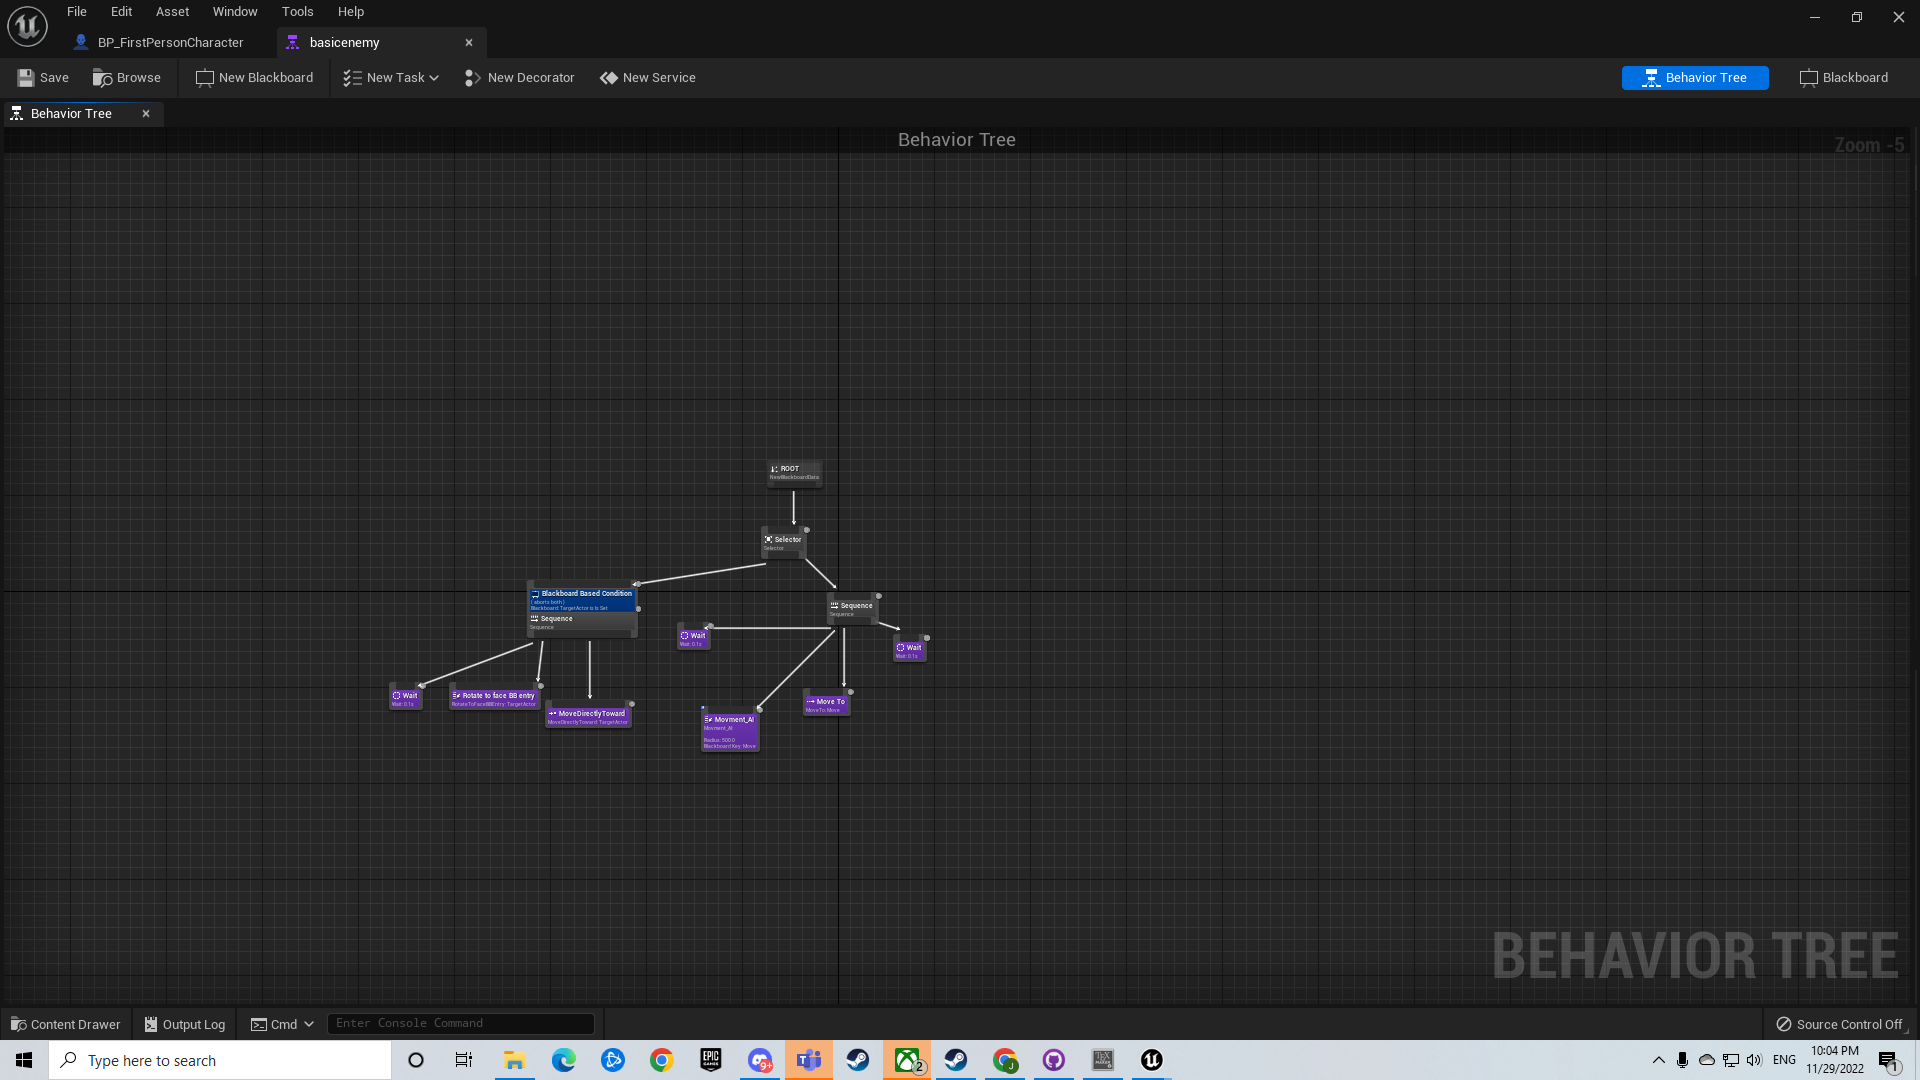 File Edit Asset Window Tools Help
BP_FirstPersonCharacter basicenemy
Save Browse New Blackboard New Task New Decorator New Service Behavior Tree Blackboard
Behavior Tree
Behavior Tree
Zoom -5
ROOT
NewBlackboardData
Selector
Selector
Blackboard Based Condition
( aborts both )
Blackboard: TargetActor is Is Set
Sequence
Sequence
Sequence
Sequence
Wait
Wait: 0.1s
Wait
Wait: 0.1s
Wait
Wait: 0.1s
Rotate to face BB entry
RotateToFaceBBEntry: TargetActor
MoveDirectlyToward
MoveDirectlyToward: TargetActor
Movment_AI
Movment_AI
Radius: 500.0
Blackboard Key: Move
Move To
MoveTo: Move
BEHAVIOR TREE
Content Drawer Output Log Cmd Enter Console Command Source Control Off
Type here to search
EPIC GAMES
9+
2
ENG
10:04 PM
11/29/2022
1